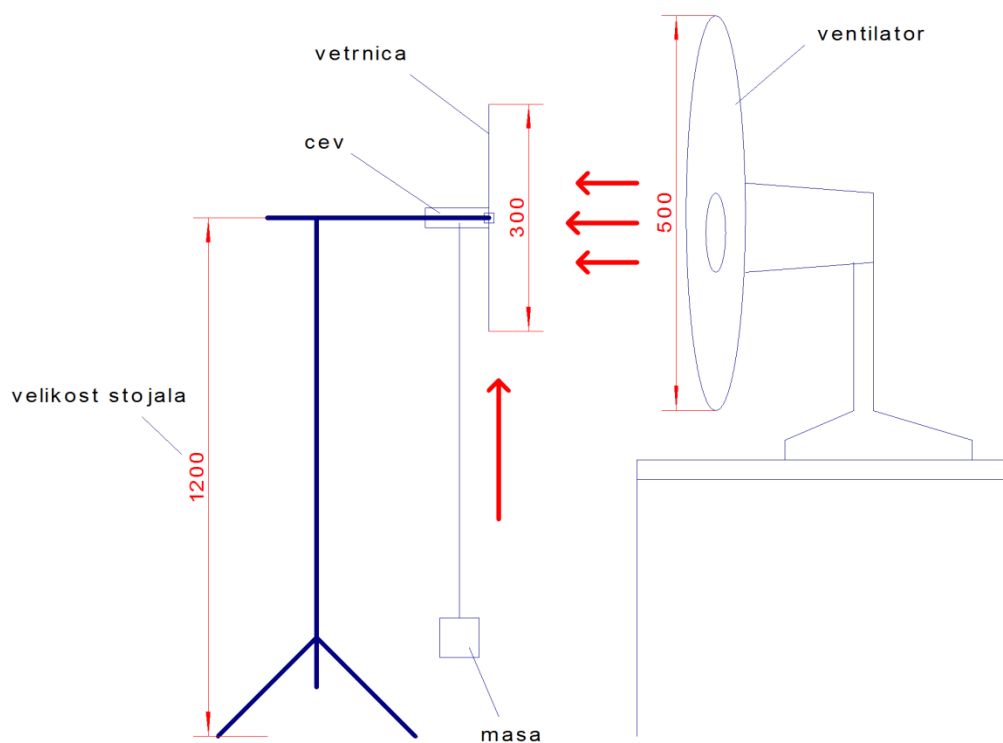 ventilator
vetrnica
cev
300
500
velikost stojala
1200
masa